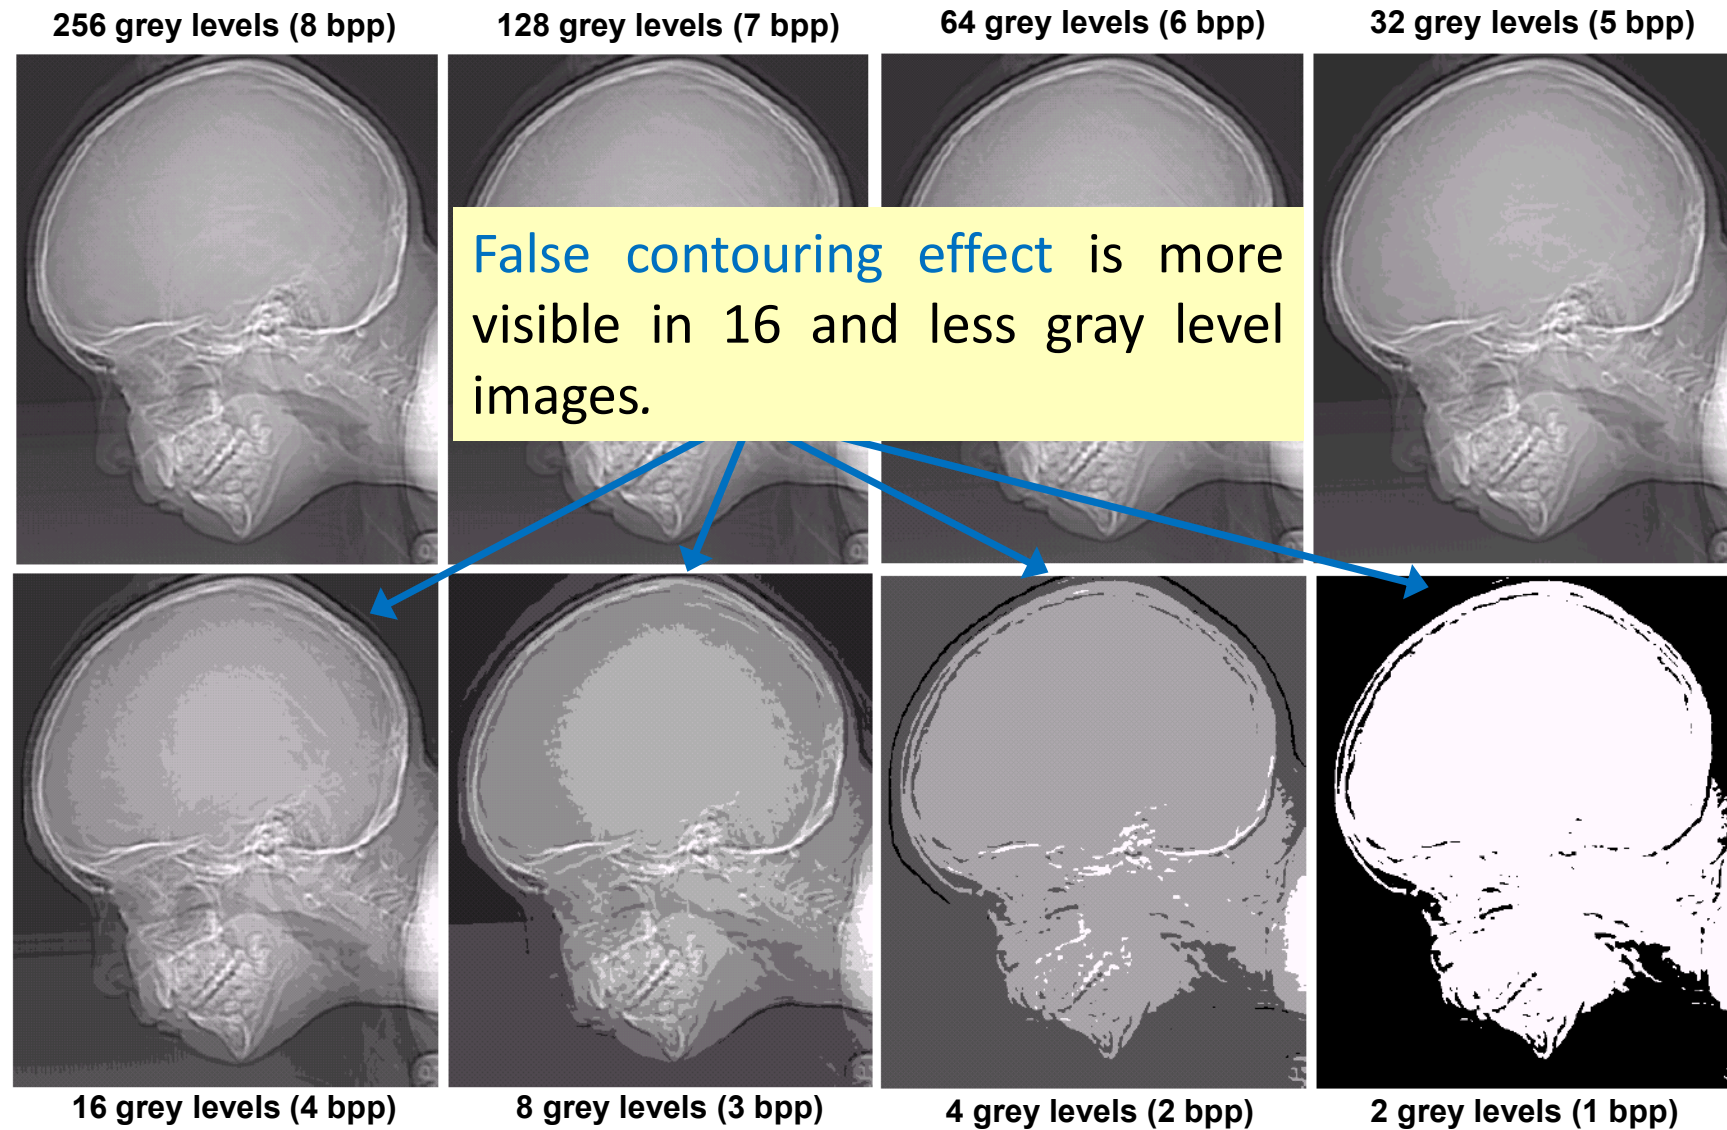 256 grey levels (8 bpp)
128 grey levels (7 bpp)
64 grey levels (6 bpp)
32 grey levels (5 bpp)
False contouring effect is more
visible in 16 and less gray level
images.
16 grey levels (4 bpp)
8 grey levels (3 bpp)
4 grey levels (2 bpp)
2 grey levels (1 bpp)